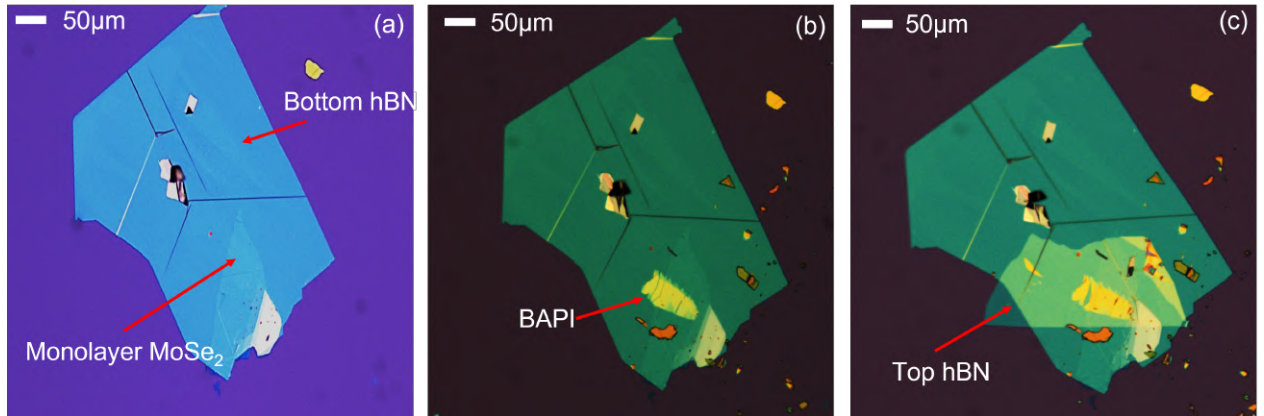 50µm
(a)
Bottom hBN
Monolayer MoSe₂
50µm
(b)
BAPI
50µm
(c)
Top hBN